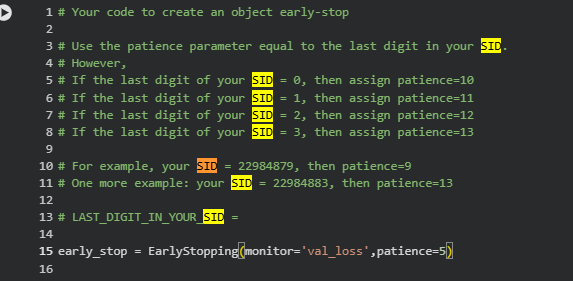 1 # Your code to create an object early-stop
2
3 # Use the patience parameter equal to the last digit in your SID.
4 # However,
5 # If the last digit of your SID = 0, then assign patience=10
6 # If the last digit of your SID = 1, then assign patience=11
7 # If the last digit of your SID = 2, then assign patience=12
8 # If the last digit of your SID = 3, then assign patience=13
9
10 # For example, your SID = 22984879, then patience=9
11 # One more example: your SID = 22984883, then patience=13
12
13 # LAST_DIGIT_IN_YOUR_SID =
14
15 early_stop = EarlyStopping(monitor='val_loss',patience=5)
16